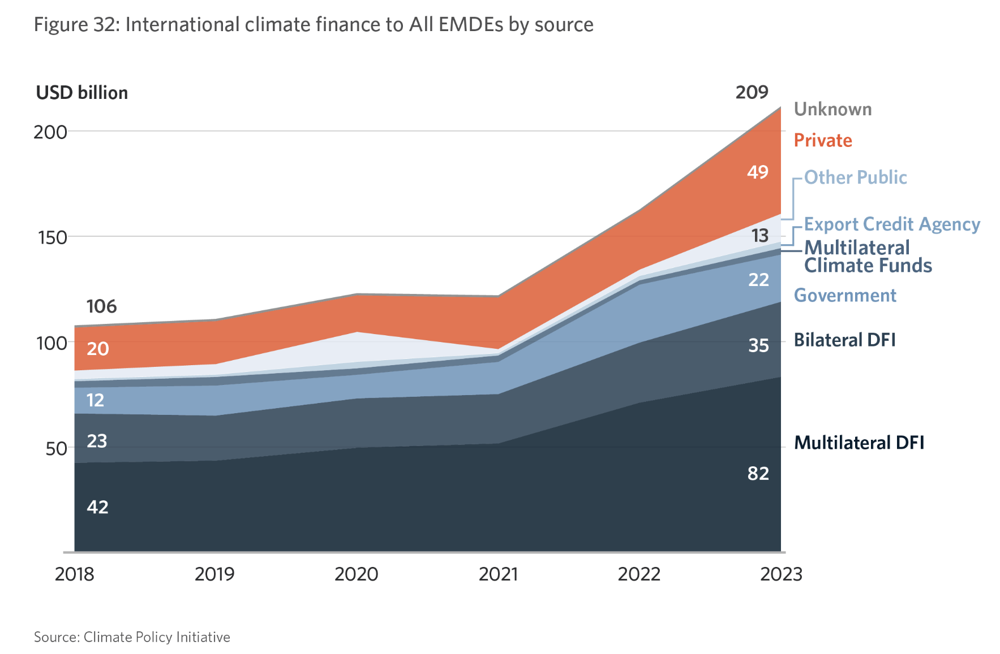 Figure 32: International climate finance to All EMDEs by source
USD billion
209
Unknown
200
Private
49
Other Public
Export Credit Agency
150
13
Multilateral
Climate Funds
22
Government
106
100
20
35
Bilateral DFI
12
23
50
Multilateral DFI
82
42
2018 2019 2020 2021 2022 2023
Source: Climate Policy Initiative